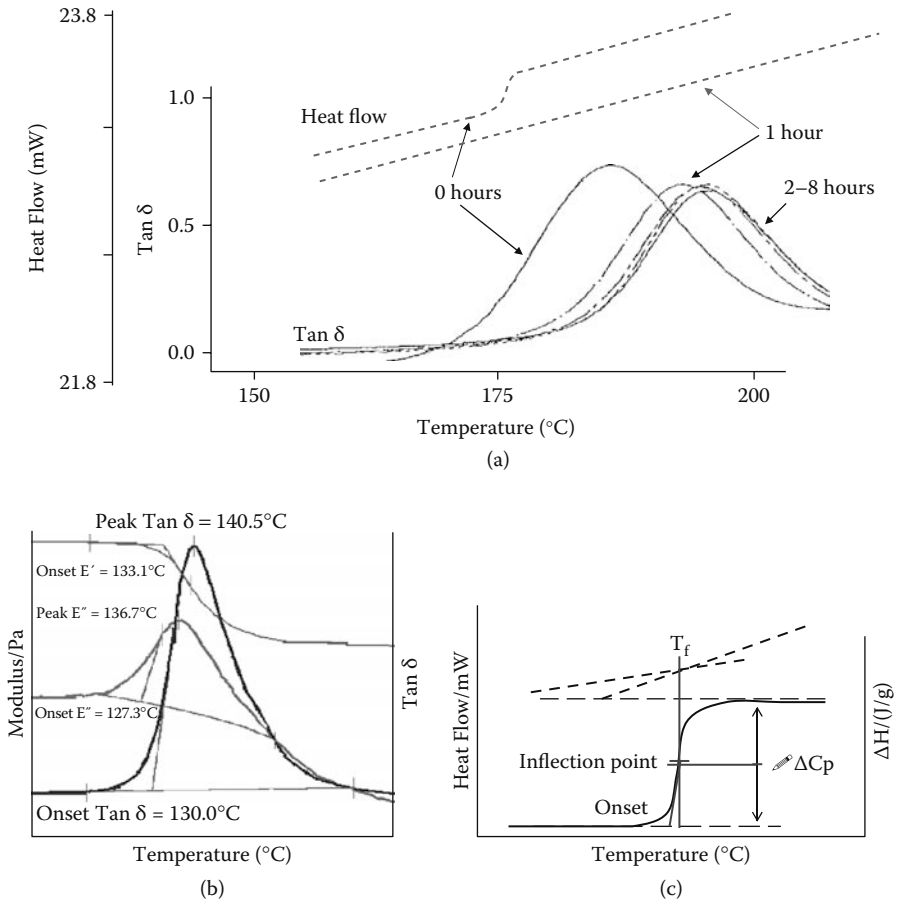 23.8
Heat Flow (mW)
21.8
Tan δ
1.0
0.5
0.0
Heat flow
0 hours
1 hour
2–8 hours
Tan δ
150
175
200
Temperature (°C)
(a)
Peak Tan δ = 140.5°C
Onset E′ = 133.1°C
Peak E″ = 136.7°C
Onset E″ = 127.3°C
Onset Tan δ = 130.0°C
Modulus/Pa
Tan δ
Temperature (°C)
(b)
Tf
Heat Flow/mW
Inflection point
ΔCp
Onset
ΔH/(J/g)
Temperature (°C)
(c)